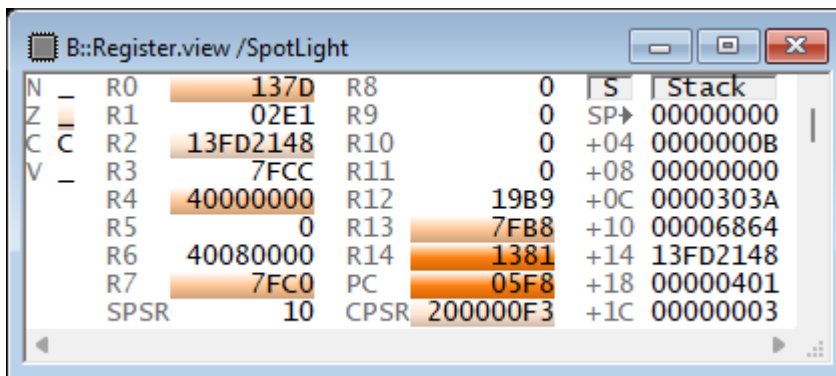 B::Register.view /SpotLight
N _ R0 137D R8 0 S Stack
Z _ R1 02E1 R9 0 SP 00000000
C C R2 13FD2148 R10 0 +04 0000000B
V _ R3 7FCC R11 0 +08 00000000
R4 40000000 R12 19B9 +0C 0000303A
R5 0 R13 7FB8 +10 00006864
R6 40080000 R14 1381 +14 13FD2148
R7 7FC0 PC 05F8 +18 00000401
SPSR 10 CPSR 200000F3 +1C 00000003